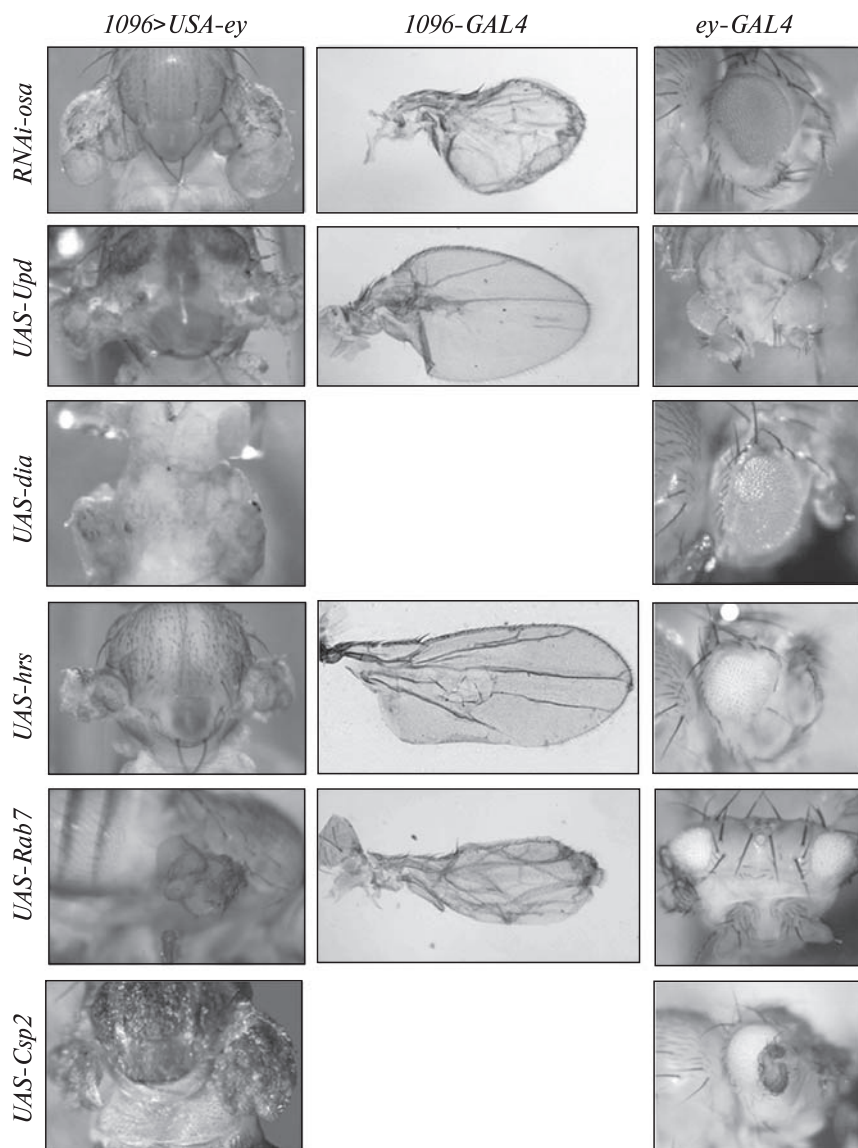 1096>USA-ey 1096-GAL4 ey-GAL4
RNAi-osa
UAS-Upd
UAS-dia
UAS-hrs
UAS-Rab7
UAS-Csp2